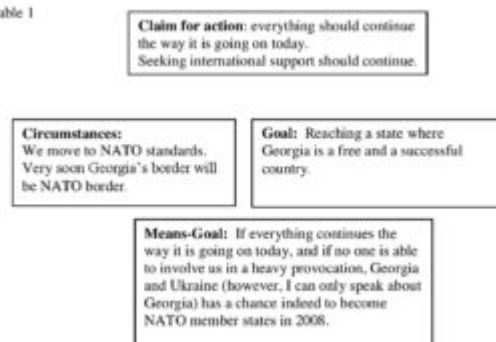 able 1
Claim for action: everything should continue
the way it is going on today.
Seeking international support should continue.
Circumstances:
We move to NATO standards.
Very soon Georgia's border will
be NATO border.
Goal: Reaching a state where
Georgia is a free and a successful
country.
Means-Goal: If everything continues the
way it is going on today, and if no one is able
to involve us in a heavy provocation, Georgia
and Ukraine (however, I can only speak about
Georgia) has a chance indeed to become
NATO member states in 2008.